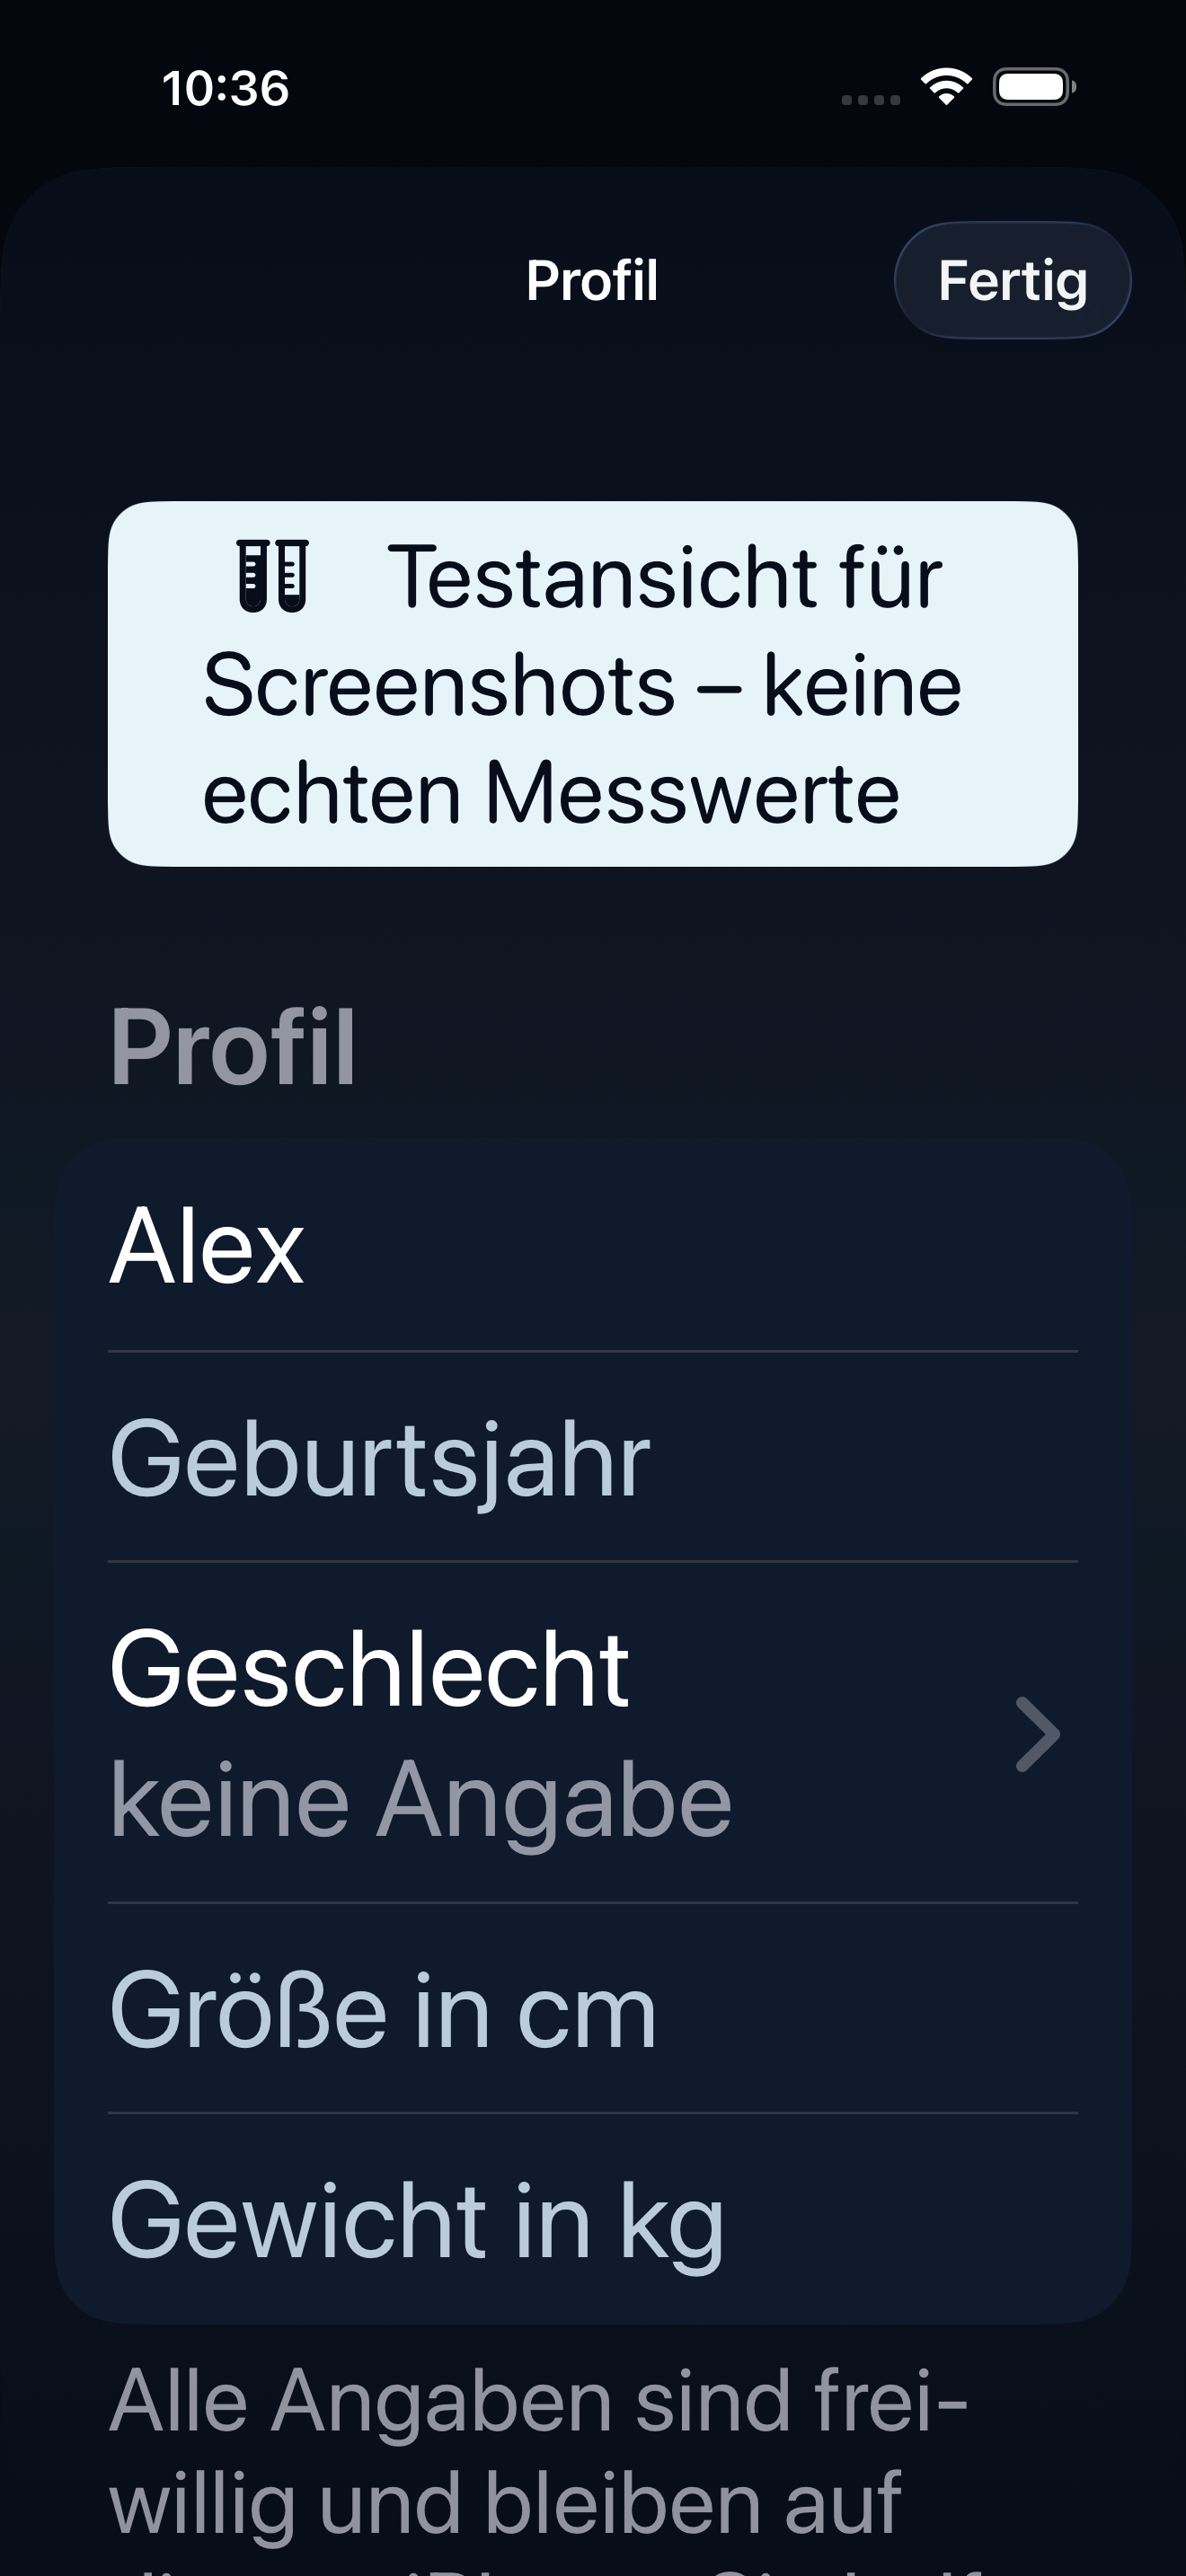 10:36
Profil
Fertig
Testansicht für
Screenshots – keine
echten Messwerte
Profil
Alex
Geburtsjahr
Geschlecht
keine Angabe
Größe in cm
Gewicht in kg
Alle Angaben sind frei-
willig und bleiben auf